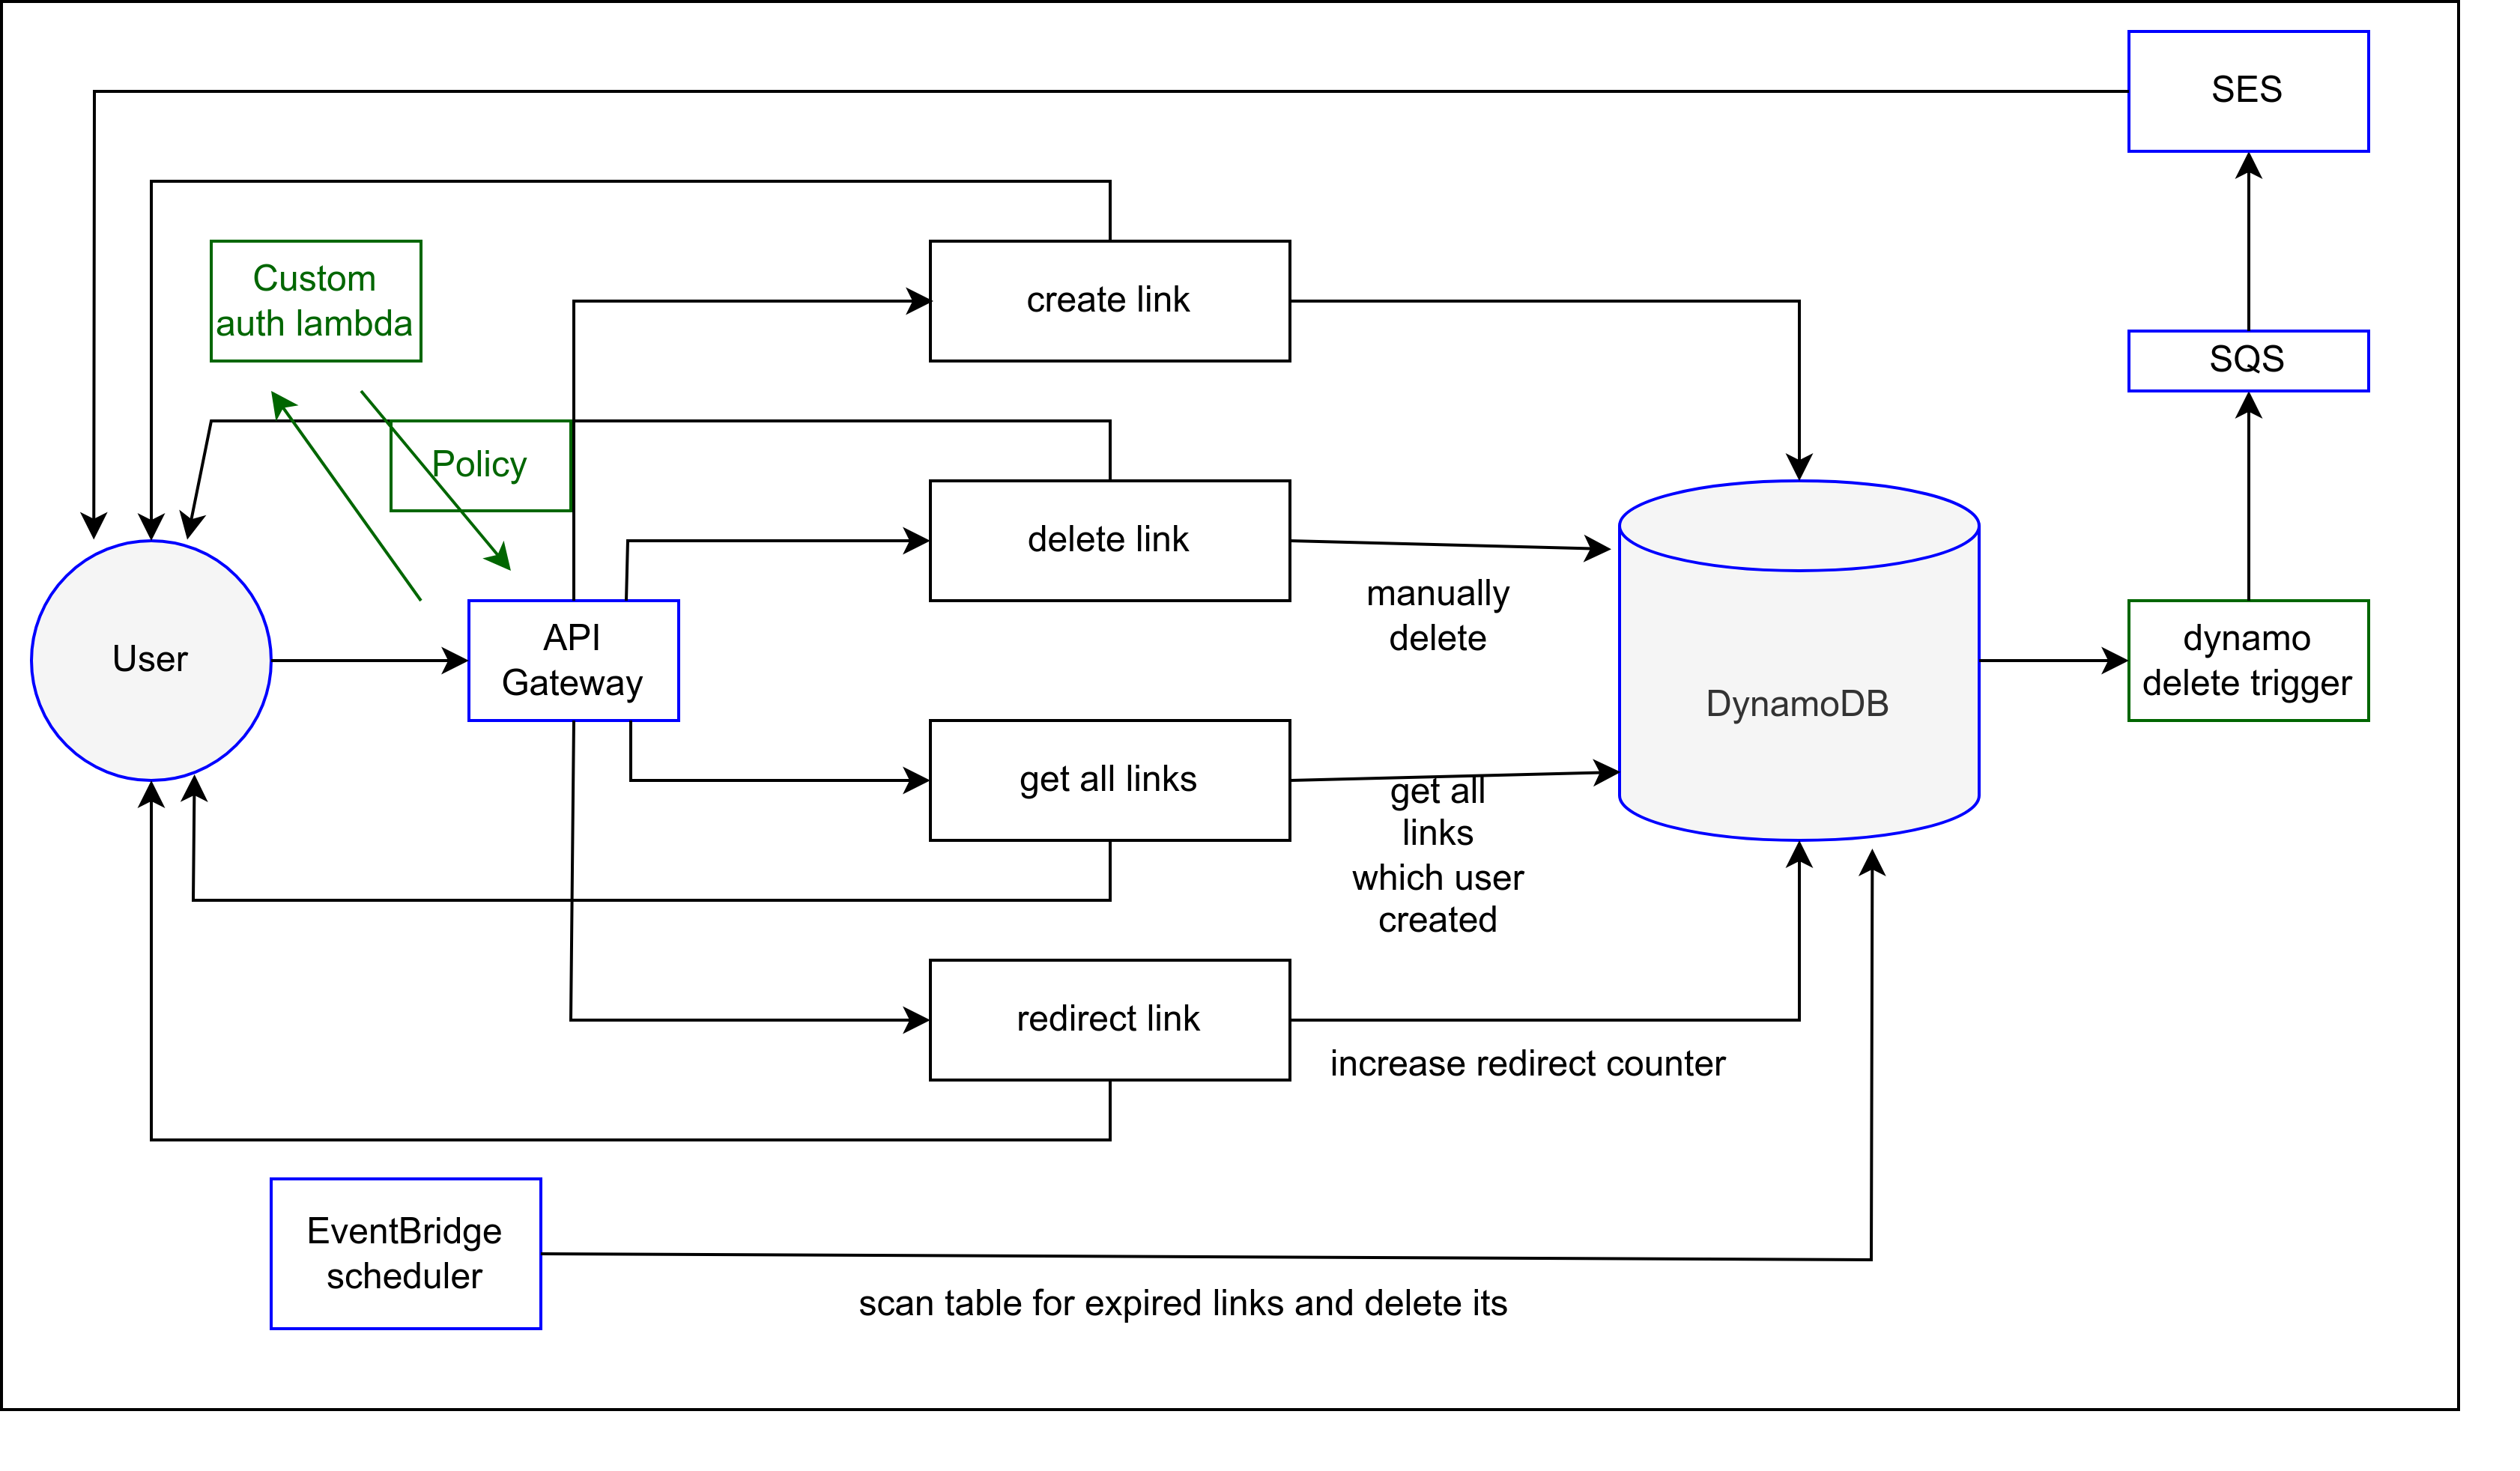 SES
Custom
auth lambda
create link
SQS
Policy
delete link
manually
delete
User
API
Gateway
DynamoDB
dynamo
delete trigger
get all links
get all
links
which user
created
redirect link
increase redirect counter
EventBridge
scheduler
scan table for expired links and delete its